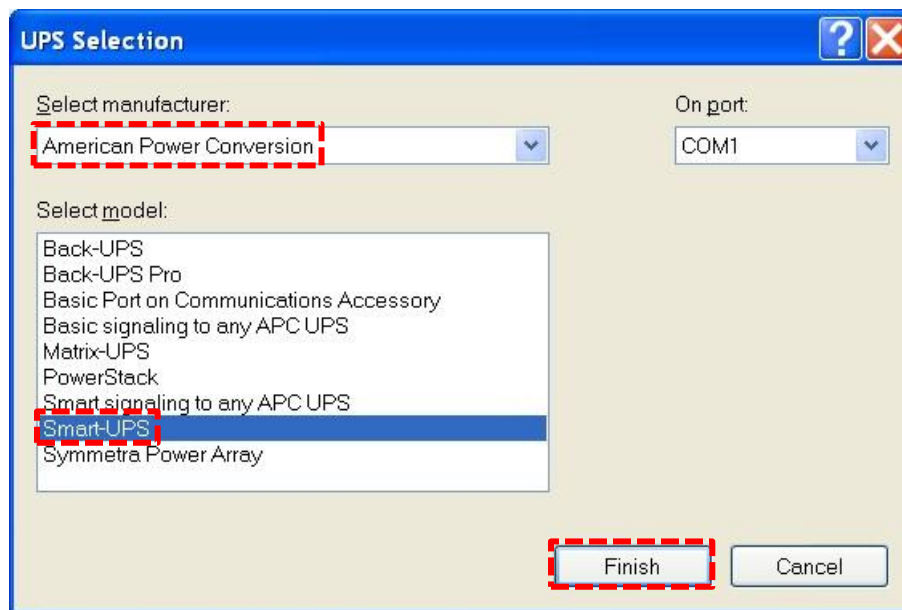 UPS Selection
Select manufacturer:
On port:
American Power Conversion
COM1
Select model:
Back-UPS
Back-UPS Pro
Basic Port on Communications Accessory
Basic signaling to any APC UPS
Matrix-UPS
PowerStack
Smart signaling to any APC UPS
Smart-UPS
Symmetra Power Array
Finish
Cancel